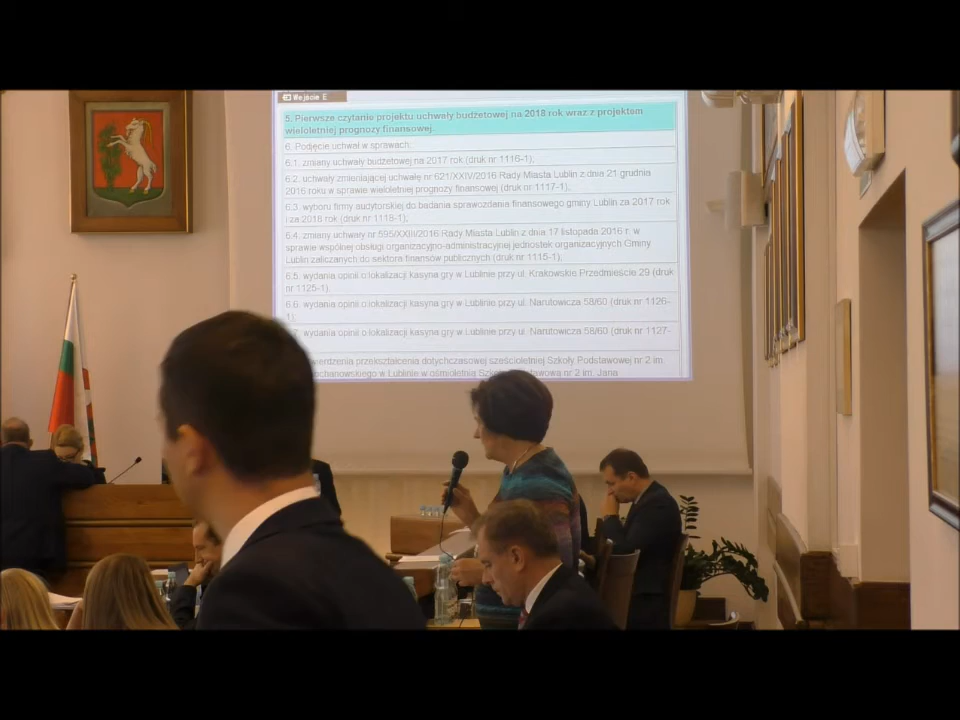 Wejście E
5. Pierwsze czytanie projektu uchwały budżetowej na 2018 rok wraz z projektem
wieloletniej prognozy finansowej.
6. Podjęcie uchwał w sprawach:
6.1. zmiany uchwały budżetowej na 2017 rok (druk nr 1116-1);
6.2. uchwały zmieniającej uchwałę nr 621/XXIV/2016 Rady Miasta Lublin z dnia 21 grudnia
2016 roku w sprawie wieloletniej prognozy finansowej (druk nr 1117-1);
6.3. wyboru firmy audytorskiej do badania sprawozdania finansowego gminy Lublin za 2017 rok
i za 2018 rok (druk nr 1118-1);
6.4. zmiany uchwały nr 595/XXIII/2016 Rady Miasta Lublin z dnia 17 listopada 2016 r. w
sprawie wspólnej obsługi organizacyjno-administracyjnej jednostek organizacyjnych Gminy
Lublin zaliczanych do sektora finansów publicznych (druk nr 1115-1);
6.5. wydania opinii o lokalizacji kasyna gry w Lublinie przy ul. Krakowskie Przedmieście 29 (druk
nr 1125-1);
6.6. wydania opinii o lokalizacji kasyna gry w Lublinie przy ul. Narutowicza 58/60 (druk nr 1126-
1);
wydania opinii o lokalizacji kasyna gry w Lublinie przy ul. Narutowicza 58/60 (druk nr 1127-
przekształcenia dotychczasowej sześcioletniej Szkoły Podstawowej nr 2 im.
w Lublinie w ośmioletnią nr 2 im. Jana